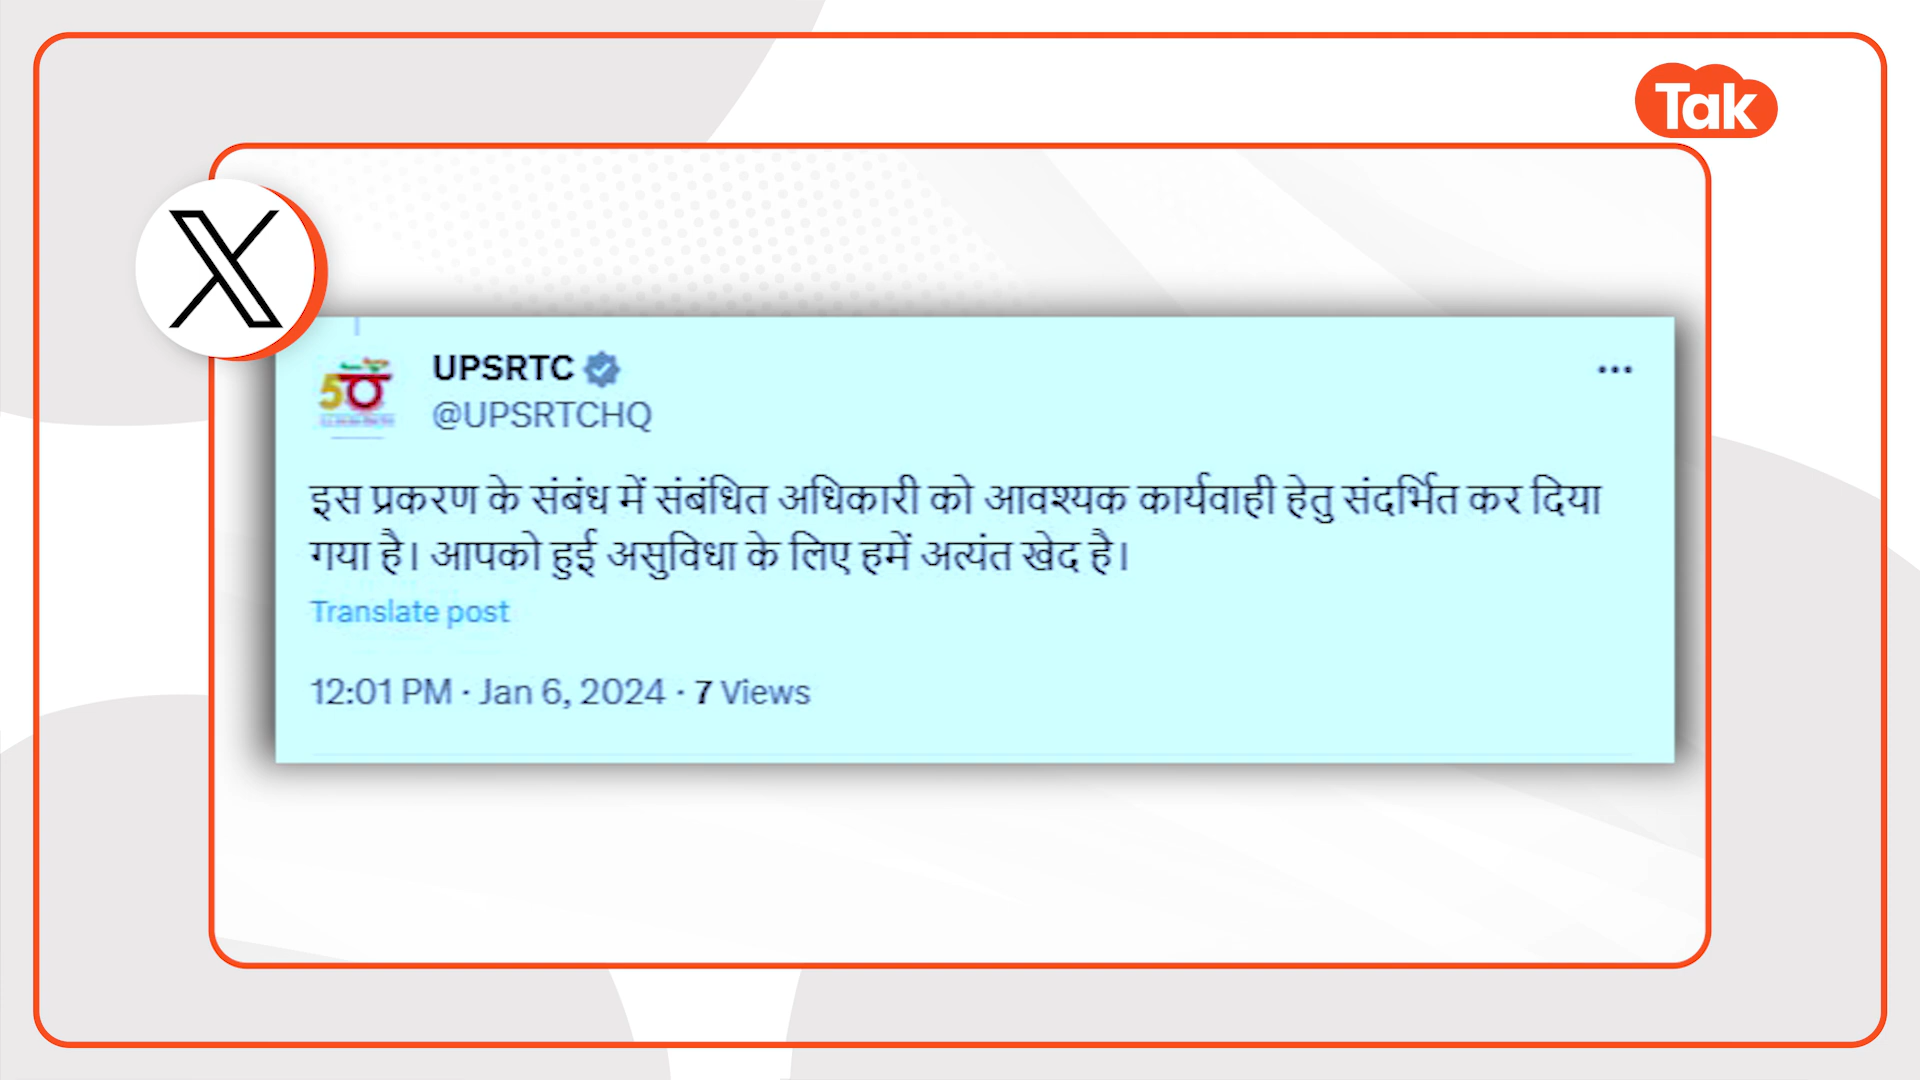 Tak
X
50
UPSRTC
@UPSRTCHQ
इस प्रकरण के संबंध में संबंधित अधिकारी को आवश्यक कार्यवाही हेतु संदर्भित कर दिया
गया है। आपको हुई असुविधा के लिए हमें अत्यंत खेद है।
Translate post
12:01 PM · Jan 6, 2024 · 7 Views